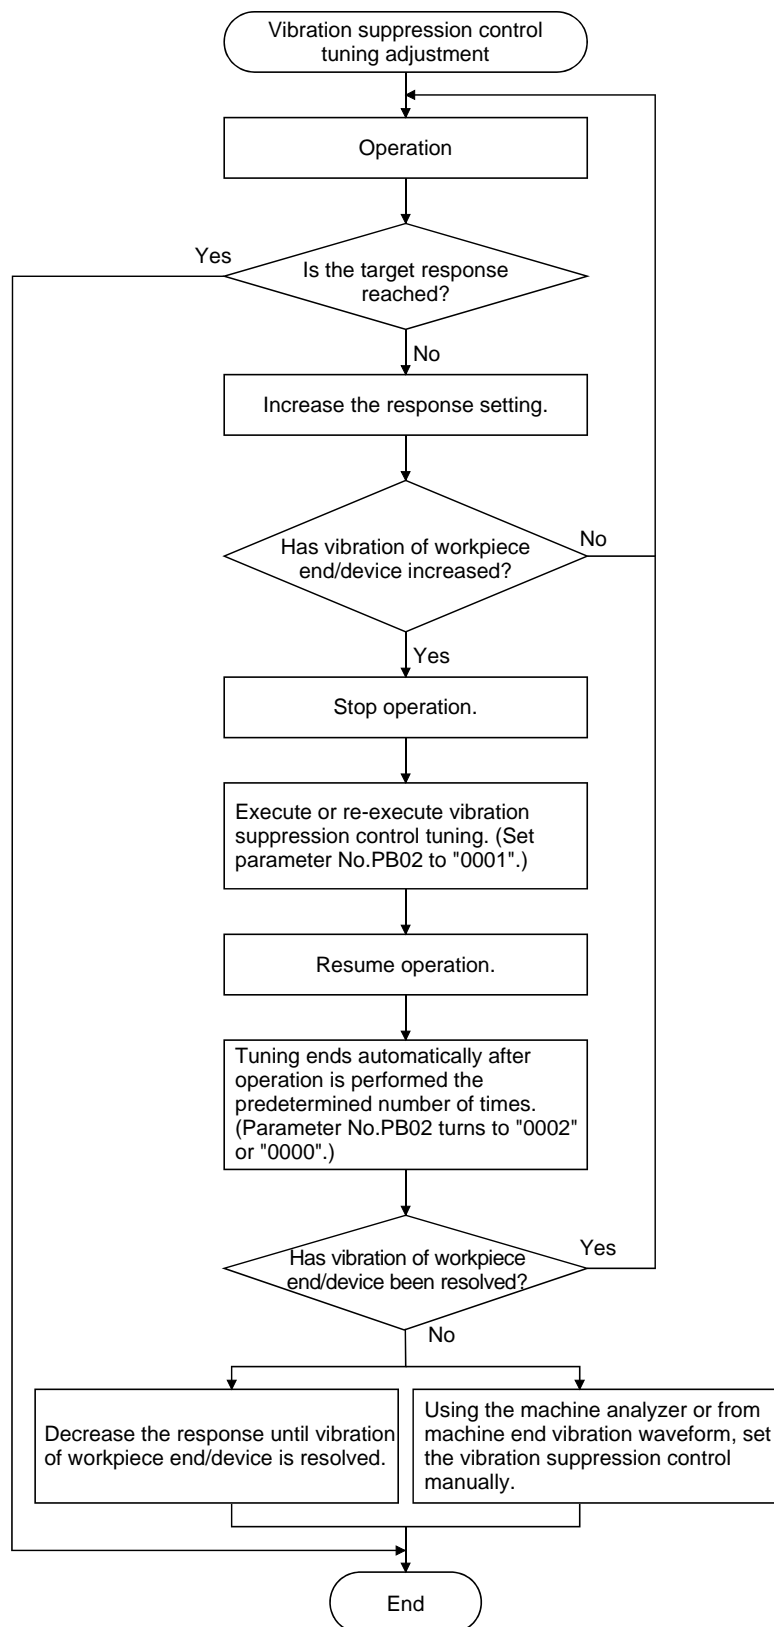 Vibration suppression control
tuning adjustment
Operation
Yes
Is the target response
reached?
No
Increase the response setting.
Has vibration of workpiece
end/device increased?
No
Yes
Stop operation.
Execute or re-execute vibration
suppression control tuning. (Set
parameter No.PB02 to "0001".)
Resume operation.
Tuning ends automatically after
operation is performed the
predetermined number of times.
(Parameter No.PB02 turns to "0002"
or "0000".)
Has vibration of workpiece
end/device been resolved?
Yes
No
Decrease the response until vibration
of workpiece end/device is resolved.
Using the machine analyzer or from
machine end vibration waveform, set
the vibration suppression control
manually.
End